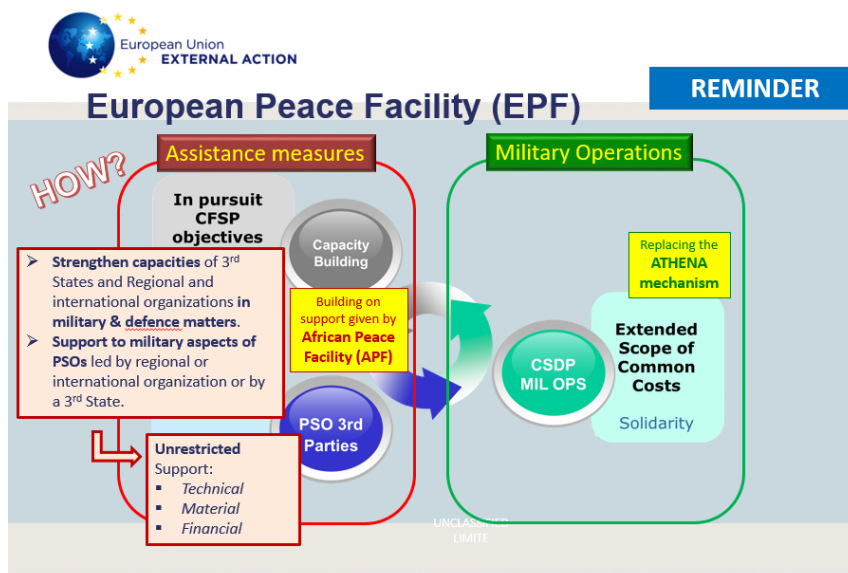 European Union
EXTERNAL ACTION
REMINDER
European Peace Facility (EPF)
HOW?
Assistance measures
Military Operations
In pursuit
CFSP
objectives
Capacity
Building
➢ Strengthen capacities of 3rd
States and Regional and
international organizations in
military & defence matters.
➢ Support to military aspects of
PSOs led by regional or
international organization or by
a 3rd State.
Building on
support given by
African Peace
Facility (APF)
PSO 3rd
Parties
Unrestricted
Support:
▪ Technical
▪ Material
▪ Financial
Replacing the
ATHENA
mechanism
CSDP
MIL OPS
Extended
Scope of
Common
Costs
Solidarity
UNCLASSIFIED
LIMITE